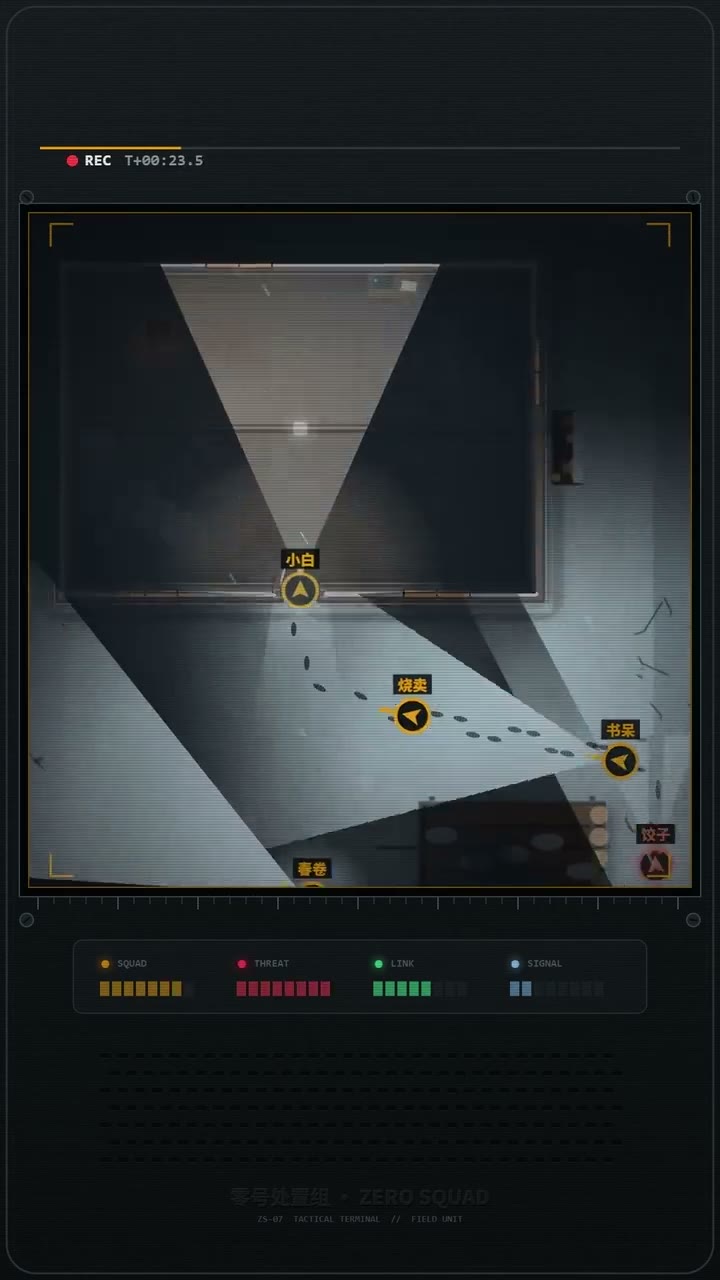 REC T+00:23.5
小白
烧卖
书呆
饺子
春卷
SQUAD THREAT LINK SIGNAL
零号处置组 · ZERO SQUAD
ZS-07 TACTICAL TERMINAL // FIELD UNIT